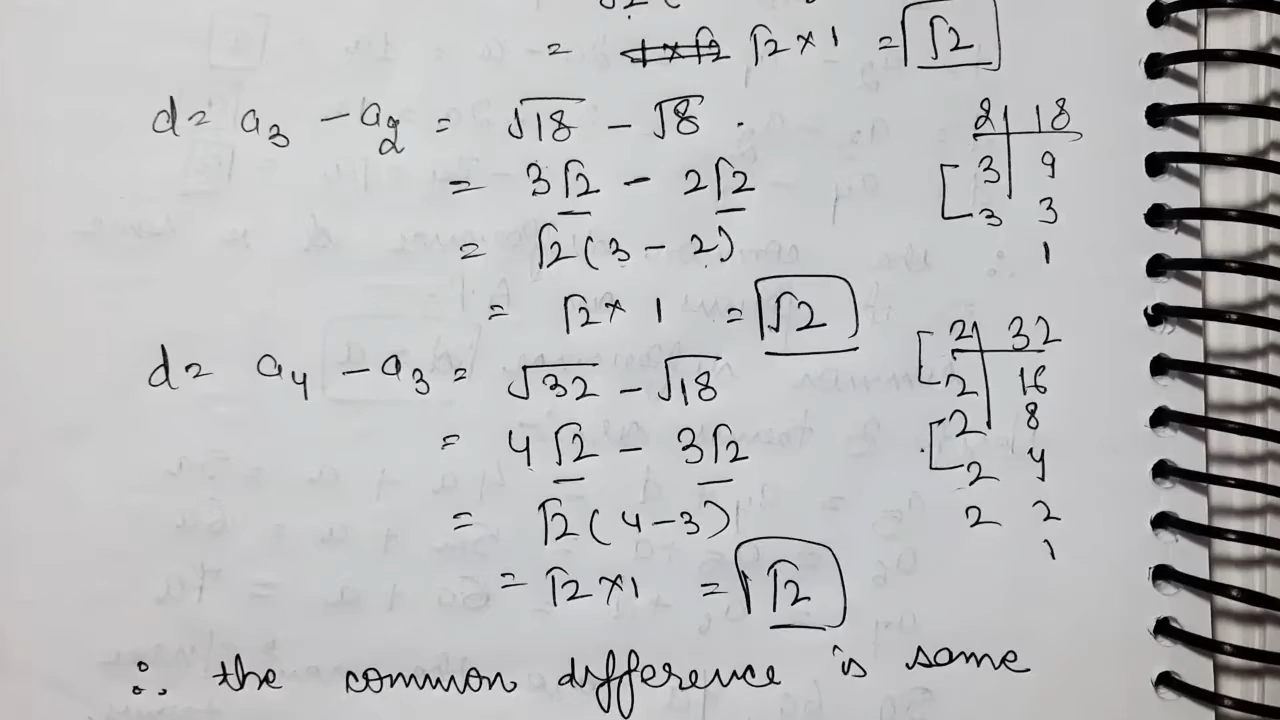 = √2 × 1 = √2
d = a₃ - a₂ = √18 - √8 .
= 3√2 - 2√2
= √2 ( 3 - 2 )
= √2 × 1 = √2
d = a₄ - a₃ = √32 - √18
= 4√2 - 3√2
= √2 ( 4 - 3 )
= √2 × 1 = √2
∴ the common difference is same
2 | 18
3 | 9
3 3
1
2 | 32
2 | 16
2 | 8
2 4
2 2
1